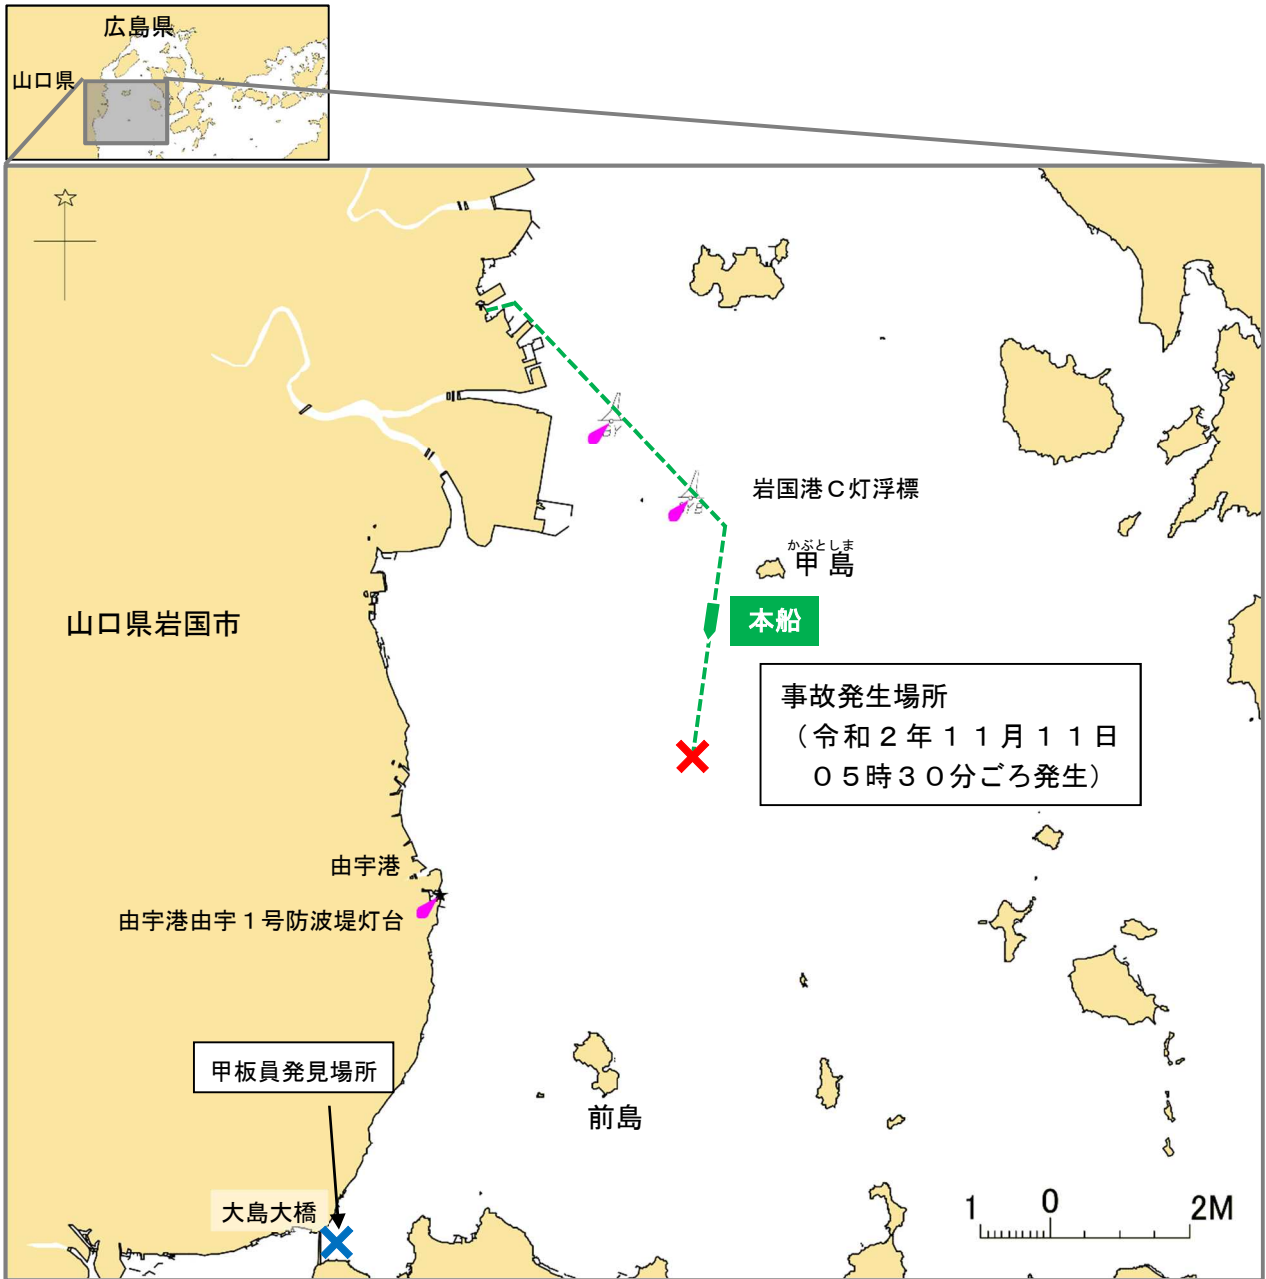 広島県
山口県
岩国港C灯浮標
かぶとしま
甲島
本船
山口県岩国市
事故発生場所
（令和２年１１月１１日
０５時３０分ごろ発生）
由宇港
由宇港由宇１号防波堤灯台
甲板員発見場所
前島
大島大橋
1 0 2M